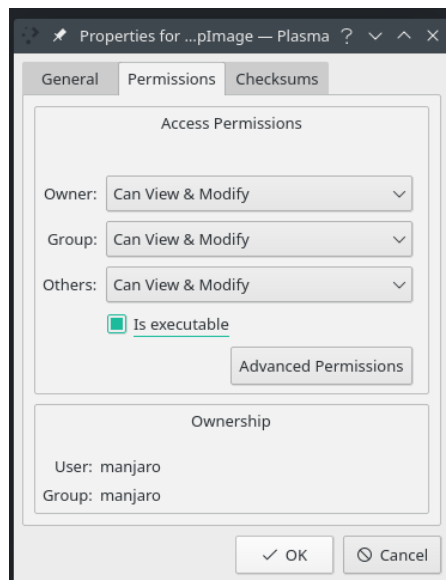 Properties for ...pImage — Plasma ?
General Permissions Checksums
Access Permissions
Owner: Can View & Modify
Group: Can View & Modify
Others: Can View & Modify
Is executable
Advanced Permissions
Ownership
User: manjaro
Group: manjaro
OK Cancel